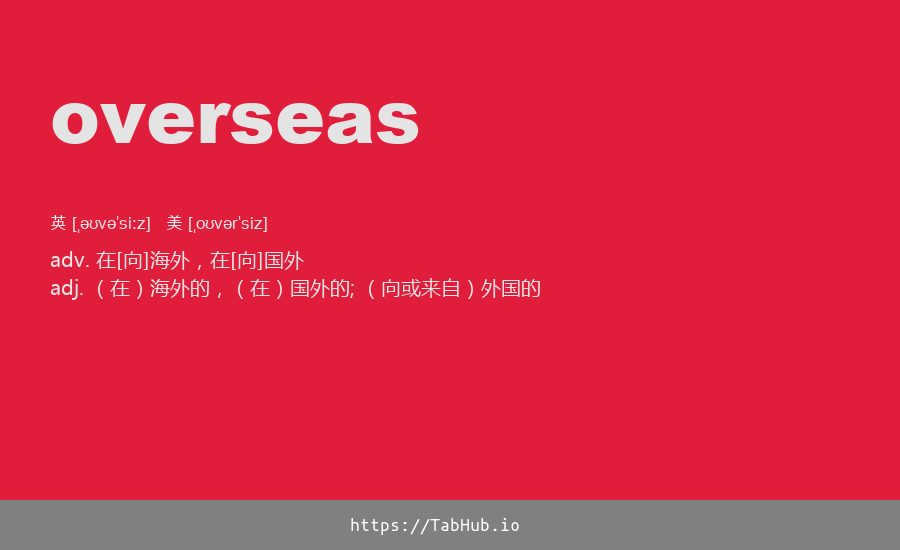 overseas
英 [ˌəʊvəˈsiːz] 美 [ˌoʊvərˈsiz]
adv. 在[向]海外，在[向]国外
adj. （在）海外的，（在）国外的; （向或来自）外国的
https://TabHub.io